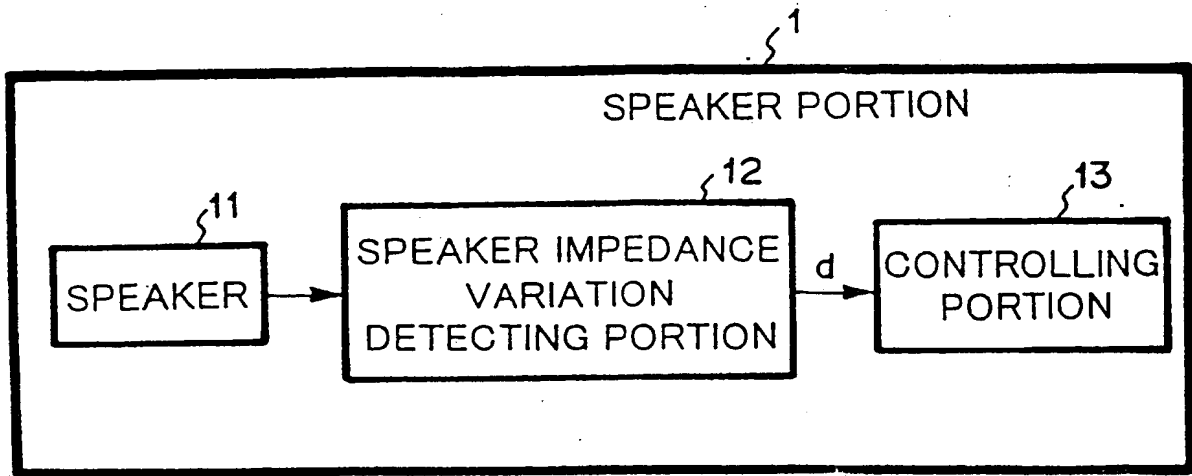 1
SPEAKER PORTION
11
12
13
SPEAKER
SPEAKER IMPEDANCE
VARIATION
DETECTING PORTION
d
CONTROLLING
PORTION